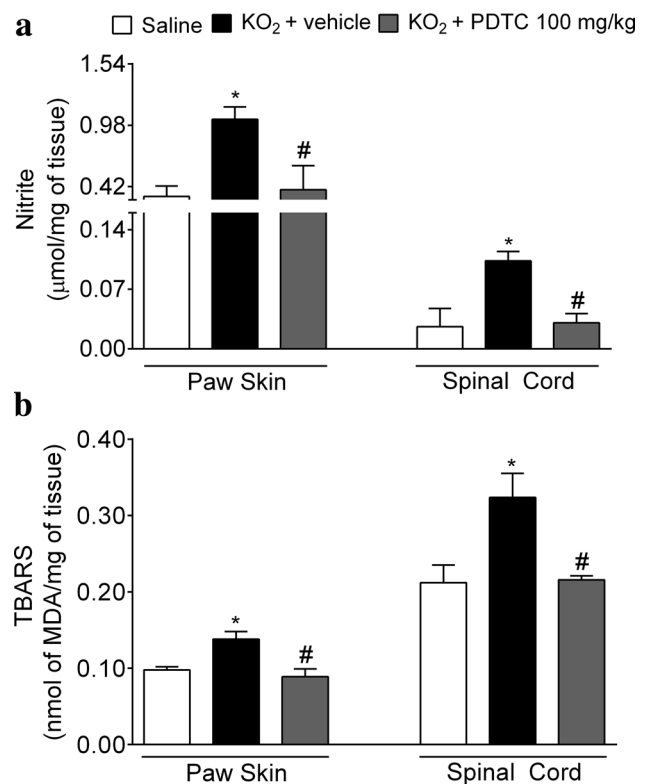 a
Saline KO₂ + vehicle KO₂ + PDTC 100 mg/kg
Nitrite
(μmol/mg of tissue)
1.54
0.98
0.42
0.14
0.07
0.00
*
#
*
#
Paw Skin
Spinal Cord
b
TBARS
(nmol of MDA/mg of tissue)
0.40
0.30
0.20
0.10
0.00
*
#
*
#
Paw Skin
Spinal Cord